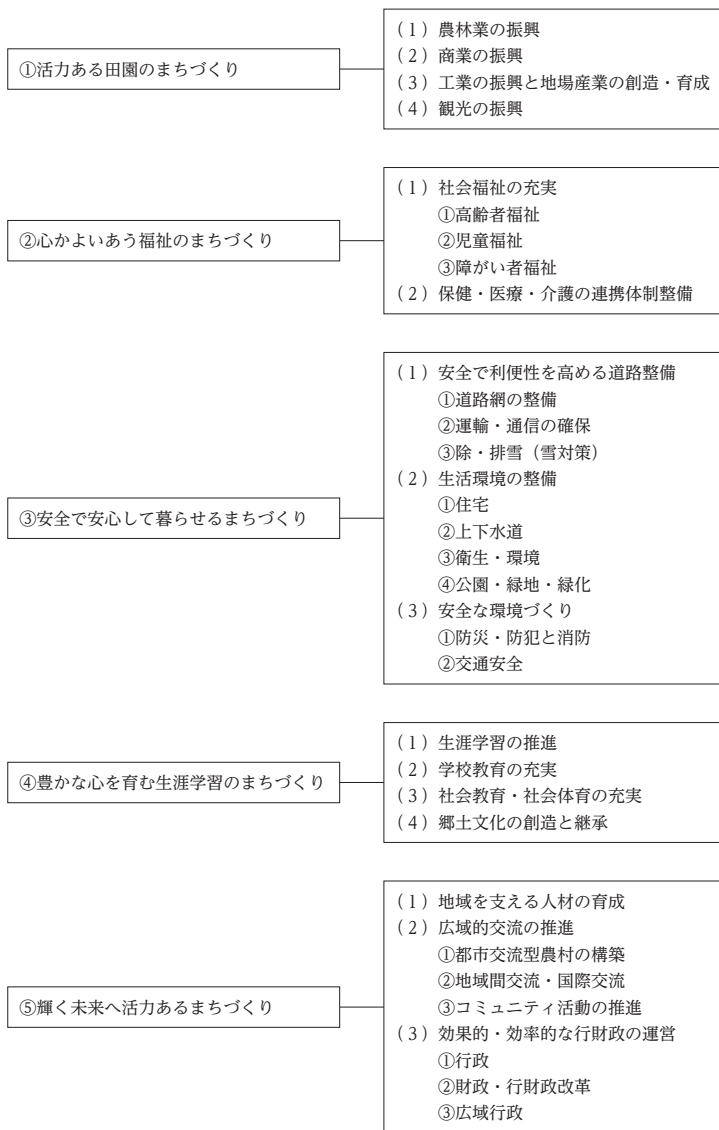 ①活力ある田園のまちづくり
（1）農林業の振興
（2）商業の振興
（3）工業の振興と地場産業の創造・育成
（4）観光の振興
②心かよいあう福祉のまちづくり
（1）社会福祉の充実
①高齢者福祉
②児童福祉
③障がい者福祉
（2）保健・医療・介護の連携体制整備
③安全で安心して暮らせるまちづくり
（1）安全で利便性を高める道路整備
①道路網の整備
②運輸・通信の確保
③除・排雪（雪対策）
（2）生活環境の整備
①住宅
②上下水道
③衛生・環境
④公園・緑地・緑化
（3）安全な環境づくり
①防災・防犯と消防
②交通安全
④豊かな心を育む生涯学習のまちづくり
（1）生涯学習の推進
（2）学校教育の充実
（3）社会教育・社会体育の充実
（4）郷土文化の創造と継承
⑤輝く未来へ活力あるまちづくり
（1）地域を支える人材の育成
（2）広域的交流の推進
①都市交流型農村の構築
②地域間交流・国際交流
③コミュニティ活動の推進
（3）効果的・効率的な行財政の運営
①行政
②財政・行財政改革
③広域行政